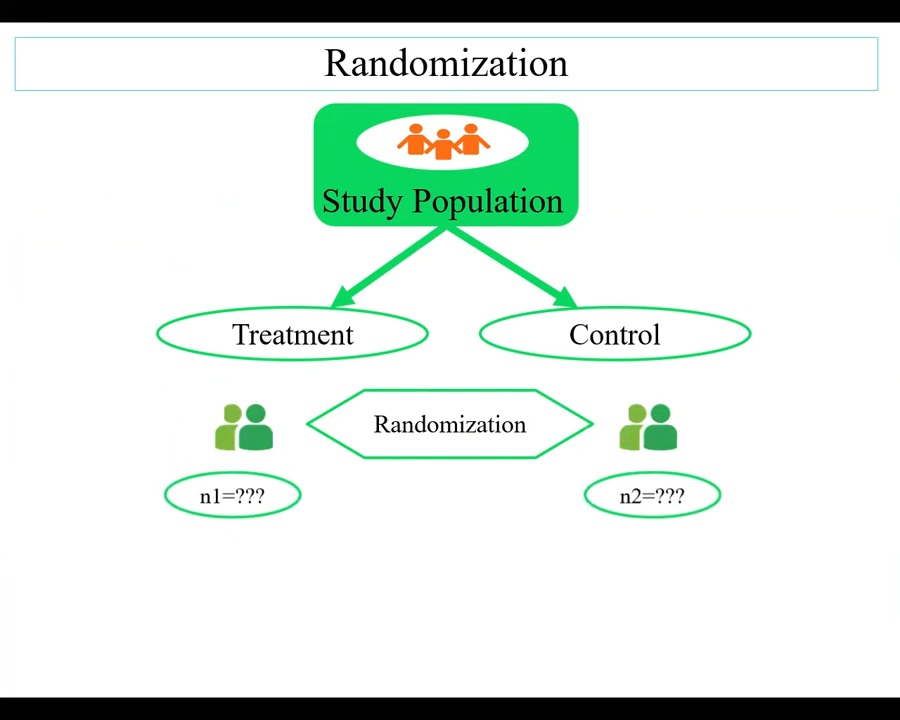 Randomization
Study Population
Treatment
Control
Randomization
n1=???
n2=???